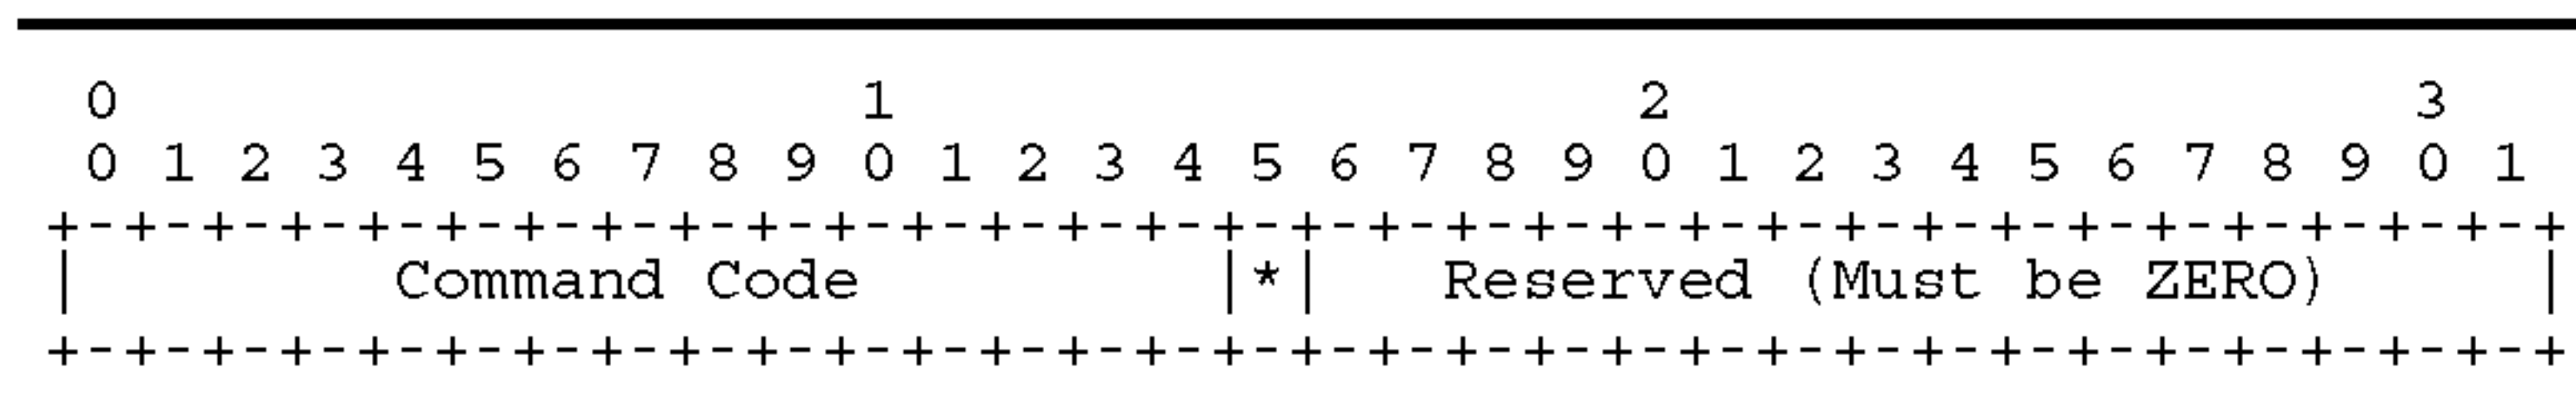 0                   1                   2                   3
 0 1 2 3 4 5 6 7 8 9 0 1 2 3 4 5 6 7 8 9 0 1 2 3 4 5 6 7 8 9 0 1
+-+-+-+-+-+-+-+-+-+-+-+-+-+-+-+-+-+-+-+-+-+-+-+-+-+-+-+-+-+-+-+-+
|        Command Code         |*|   Reserved (Must be ZERO)     |
+-+-+-+-+-+-+-+-+-+-+-+-+-+-+-+-+-+-+-+-+-+-+-+-+-+-+-+-+-+-+-+-+